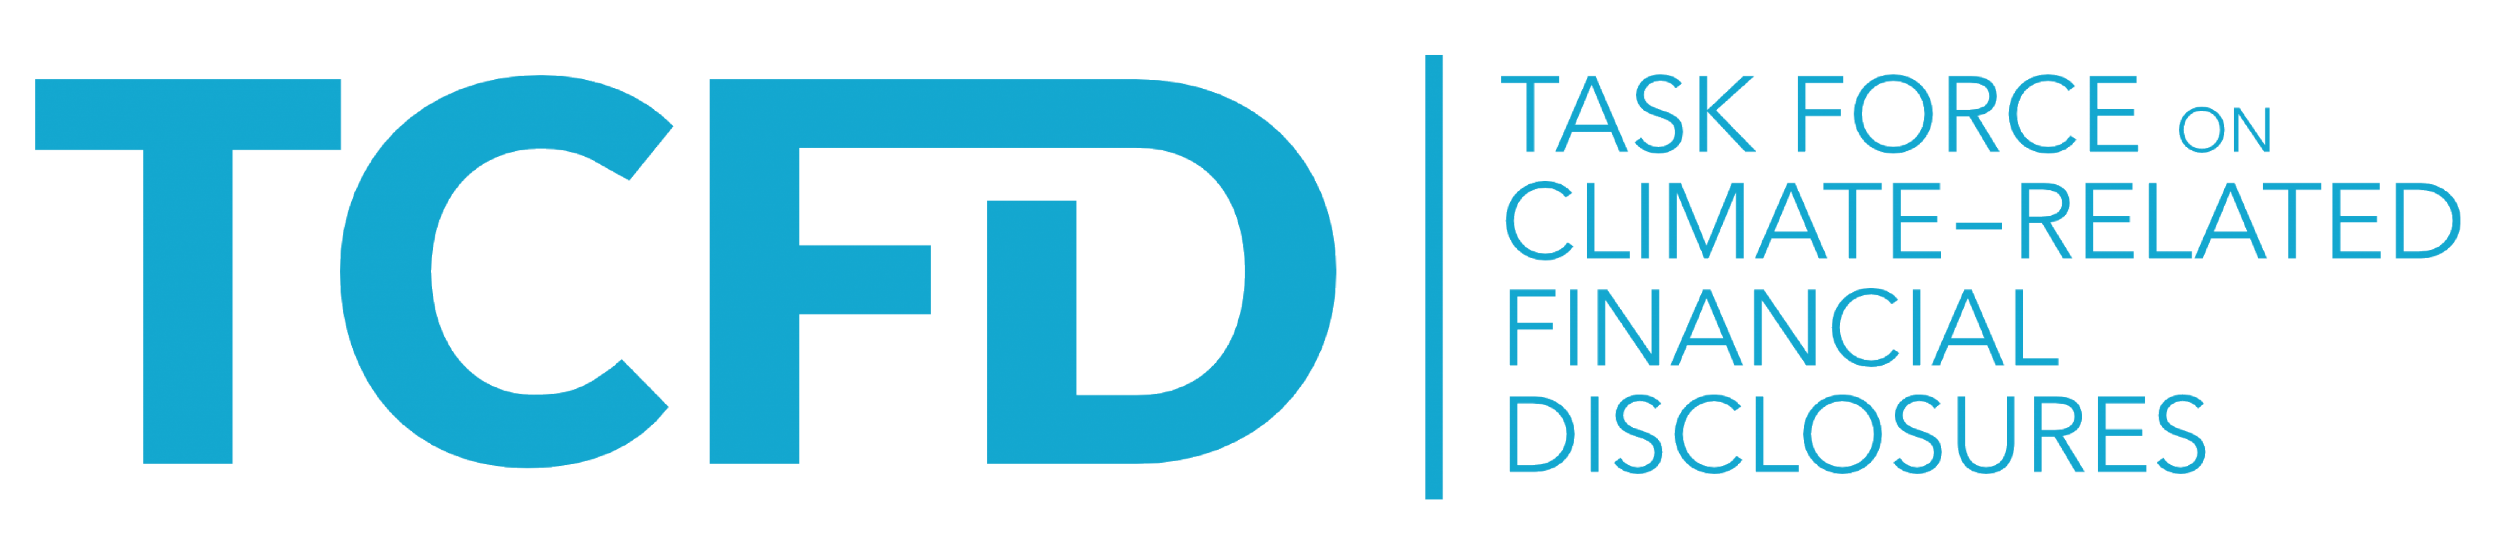 TCFD
TASK FORCE ON
CLIMATE-RELATED
FINANCIAL
DISCLOSURES